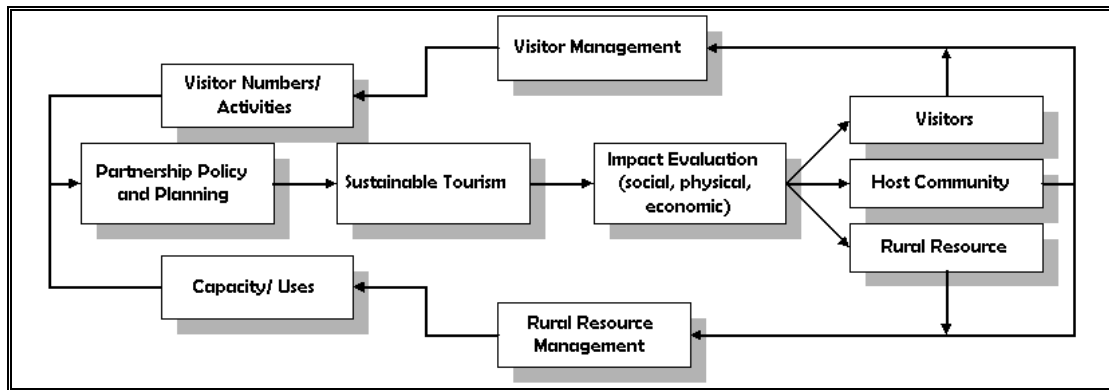 Visitor Management
Visitor Numbers/
Activities
Visitors
Partnership Policy
and Planning
Sustainable Tourism
Impact Evaluation
(social, physical,
economic)
Host Community
Rural Resource
Capacity/ Uses
Rural Resource
Management